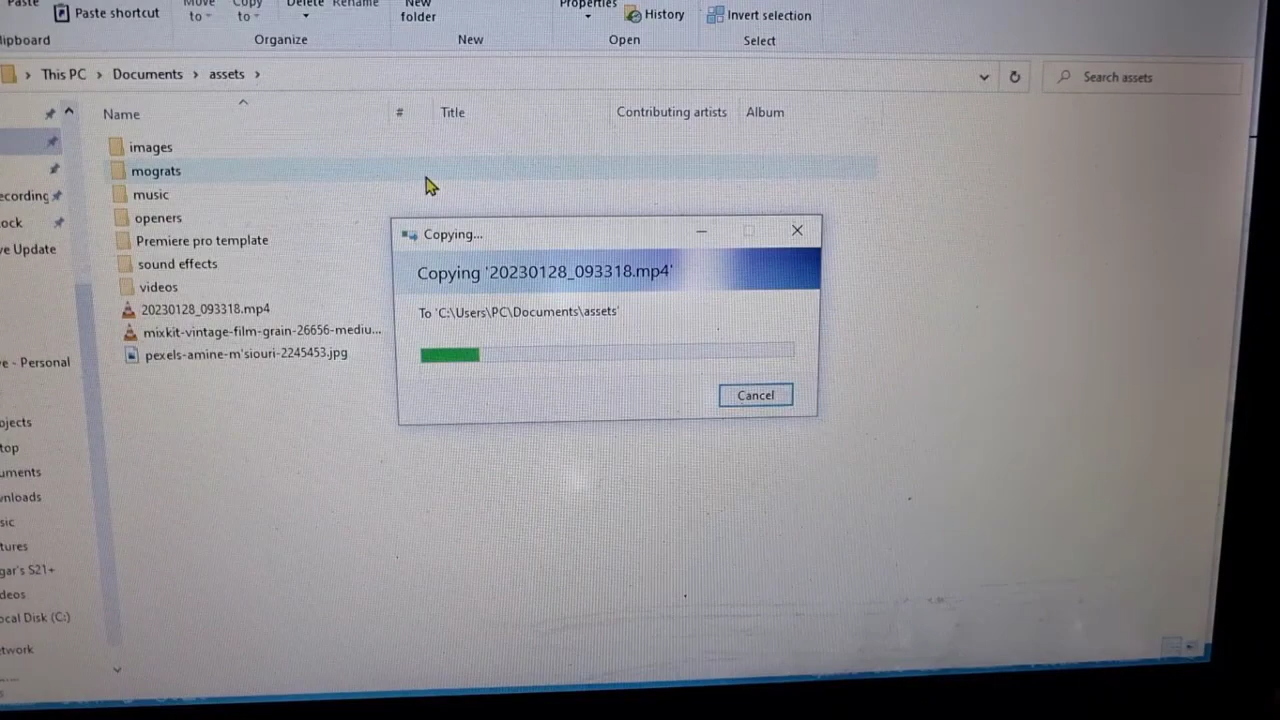 Paste
Paste shortcut
Move to
Copy to
Delete
Rename
New folder
Properties
History
Invert selection
lipboard
Organize
New
Open
Select
This PC > Documents > assets >
Search assets
Name
#
Title
Contributing artists
Album
images
mograts
music
openers
Premiere pro template
sound effects
videos
20230128_093318.mp4
mixkit-vintage-film-grain-26656-mediu...
pexels-amine-m'siouri-2245453.jpg
ecording
ock
ve Update
e - Personal
ojects
top
uments
wnloads
sic
tures
gar's S21+
deos
ocal Disk (C:)
twork
Copying...
Copying '20230128_093318.mp4'
To 'C:\Users\PC\Documents\assets'
Cancel